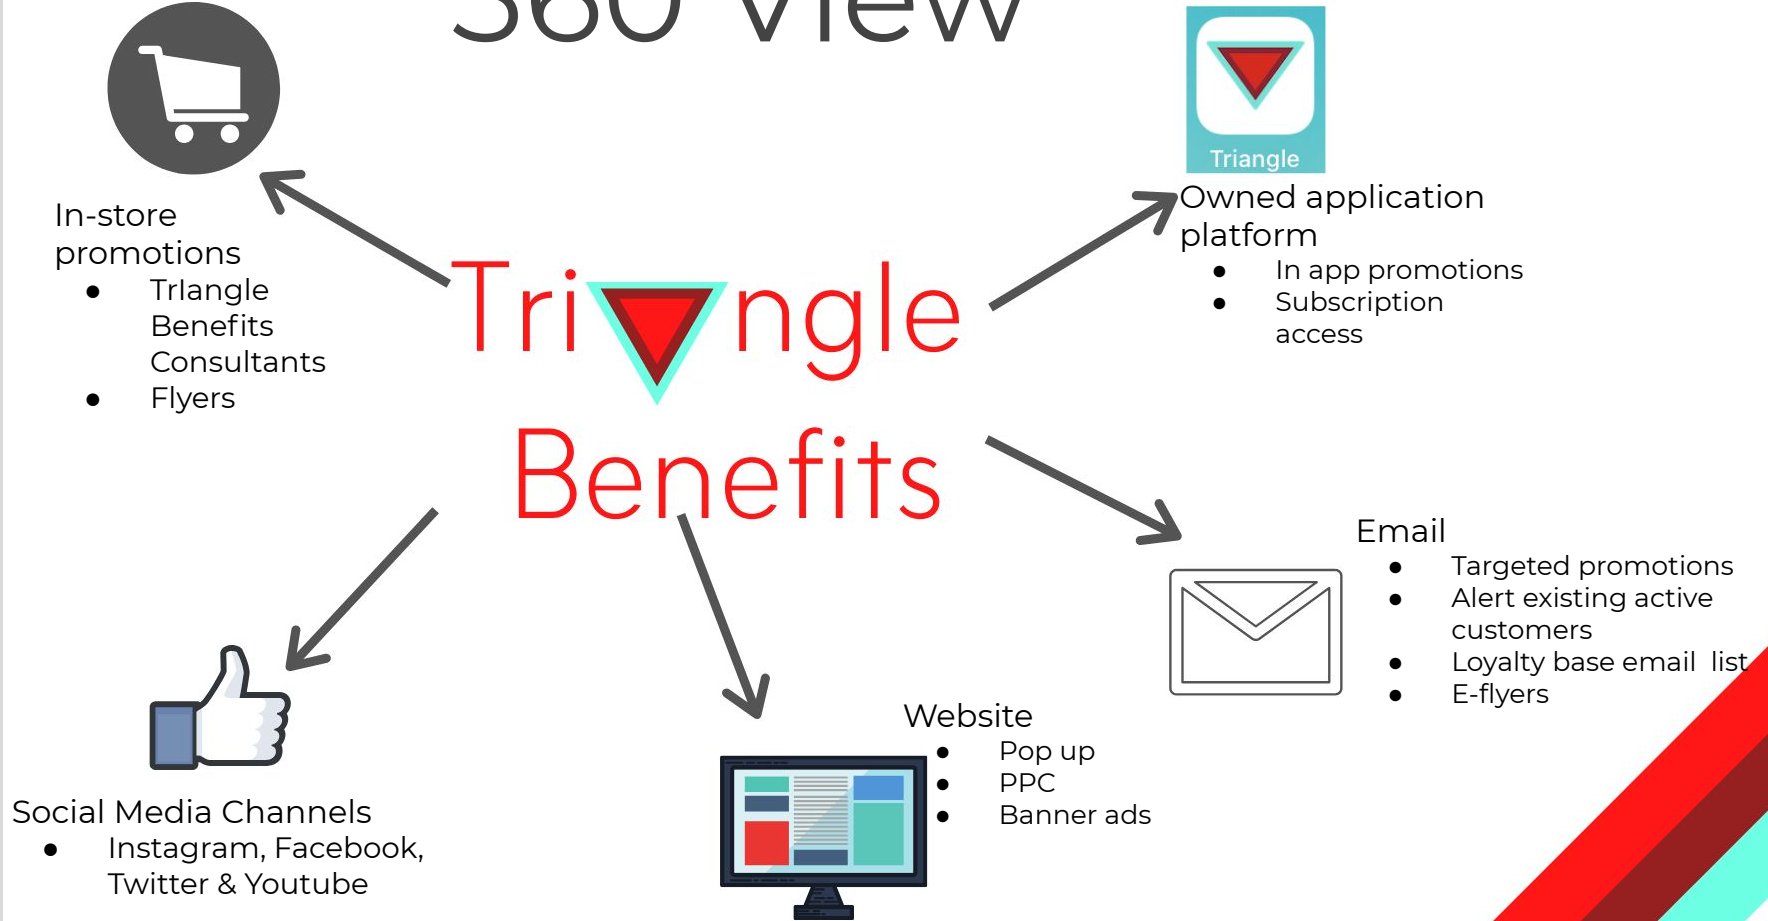 360 View
Triangle
In-store
promotions
● TrIangle
Benefits
Consultants
● Flyers
Owned application
platform
● In app promotions
● Subscription
access
Tri ngle
Benefits
Email
● Targeted promotions
● Alert existing active
customers
● Loyalty base email  list
● E-flyers
Website
● Pop up
● PPC
● Banner ads
Social Media Channels
● Instagram, Facebook,
Twitter & Youtube